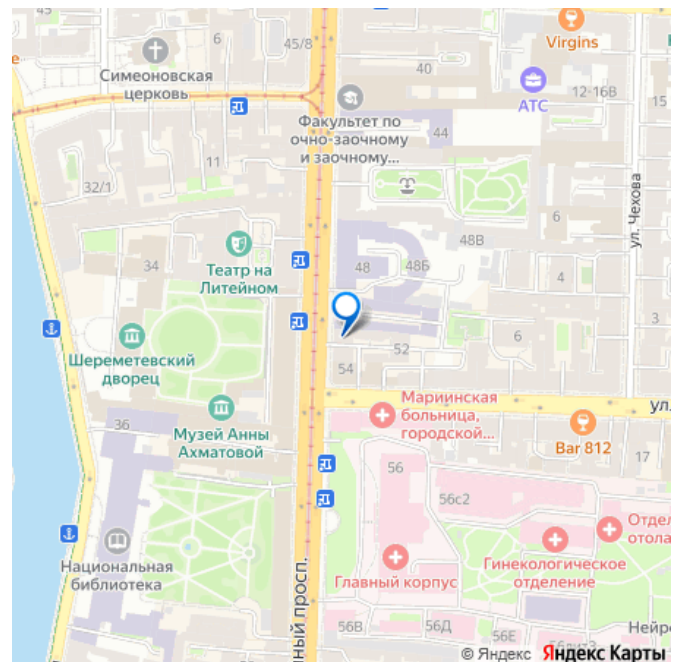 45
6
45/8
Virgins
Симеоновская
церковь
40
АТС
12-16В
15
Факультет по
очно-заочному
и заочному...
44
11
32/1
6
ул. Чехова
48В
34
Театр на
Литейном
48
48Б
4
3
Шереметевский
дворец
52
6
54
Мариинская
больница,
городской...
ул.
36
Музей Анны
Ахматовой
Bar 812
17
56
56с2
Национальная
библиотека
Главный корпус
Гинекологическое
отделение
Отдел
отола
ный просп.
56В
56Д
56Е
Нейро
© Яндекс Яндекс Карты